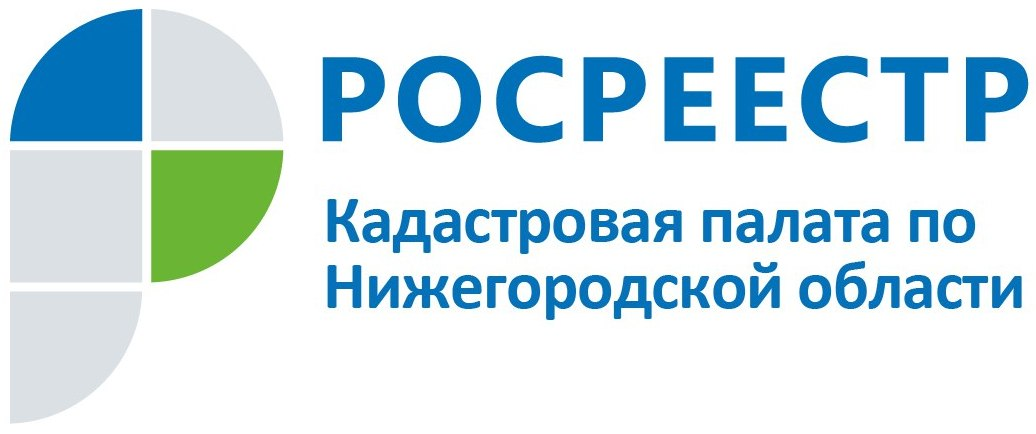 РОСРЕЕСТР
Кадастровая палата по
Нижегородской области